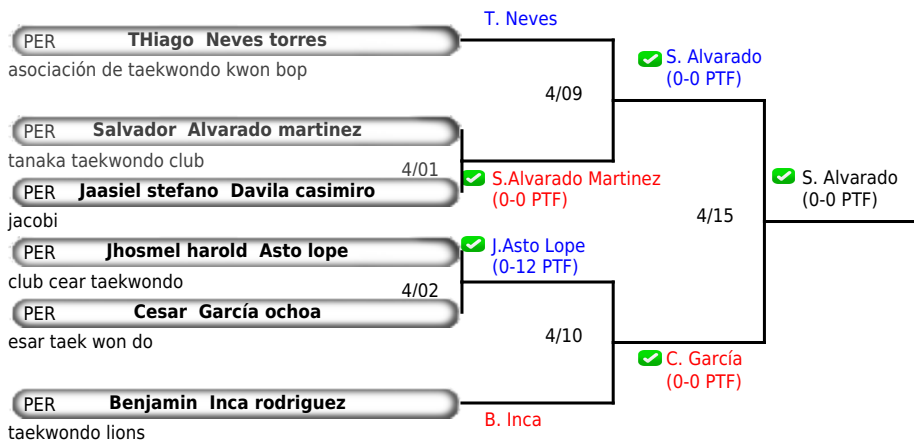 T. Neves
PER THiago Neves torres
asociación de taekwondo kwon bop
S. Alvarado
(0-0 PTF)
4/09
PER Salvador Alvarado martinez
tanaka taekwondo club
4/01
S.Alvarado Martinez
(0-0 PTF)
PER Jaasiel stefano Davila casimiro
jacobi
S. Alvarado
(0-0 PTF)
4/15
PER Jhosmel harold Asto lope
club cear taekwondo
J.Asto Lope
(0-12 PTF)
4/02
PER Cesar García ochoa
esar taek won do
4/10
C. García
(0-0 PTF)
PER Benjamin Inca rodriguez
taekwondo lions
B. Inca